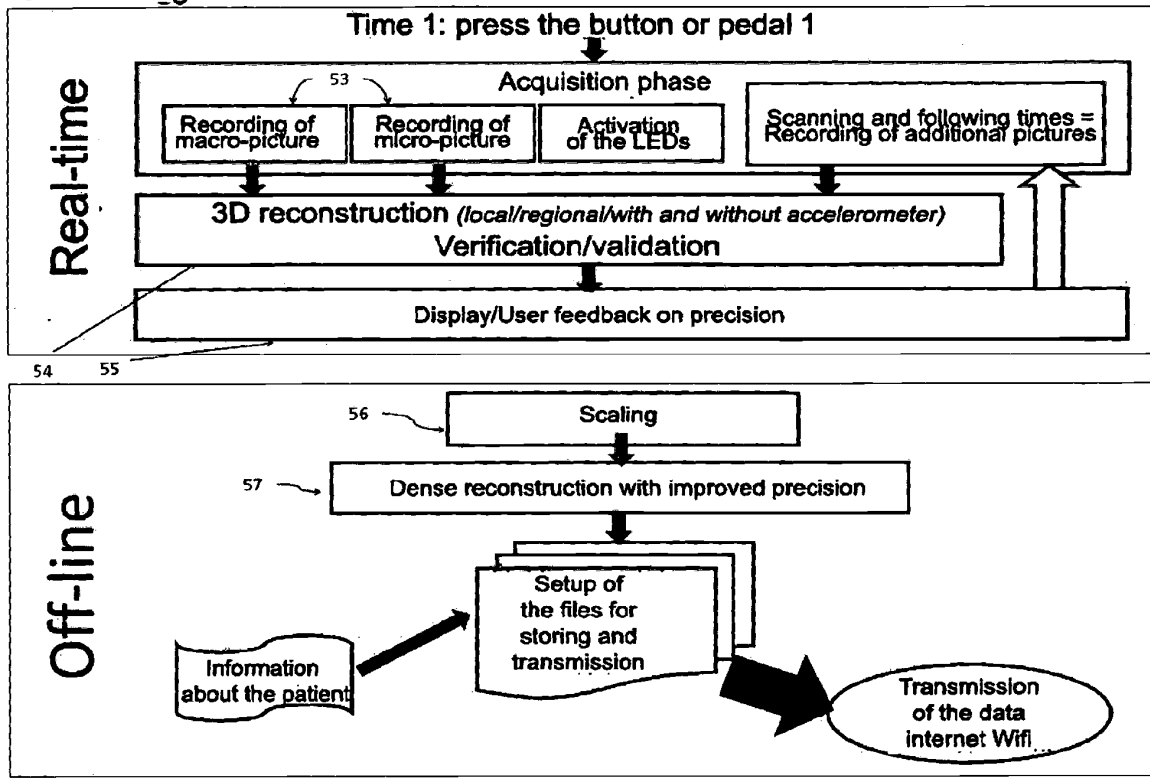 Time 1: press the button or pedal 1
Real-time
53
Acquisition phase
Recording of
macro-picture
Recording of
micro-picture
Activation
of the LEDs
Scanning and following times =
Recording of additional pictures
3D reconstruction (local/regional/with and without accelerometer)
Verification/validation
Display/User feedback on precision
54
55
Off-line
56
Scaling
57
Dense reconstruction with improved precision
Setup of
the files for
storing and
transmission
Information
about the patient
Transmission
of the data
internet Wifi